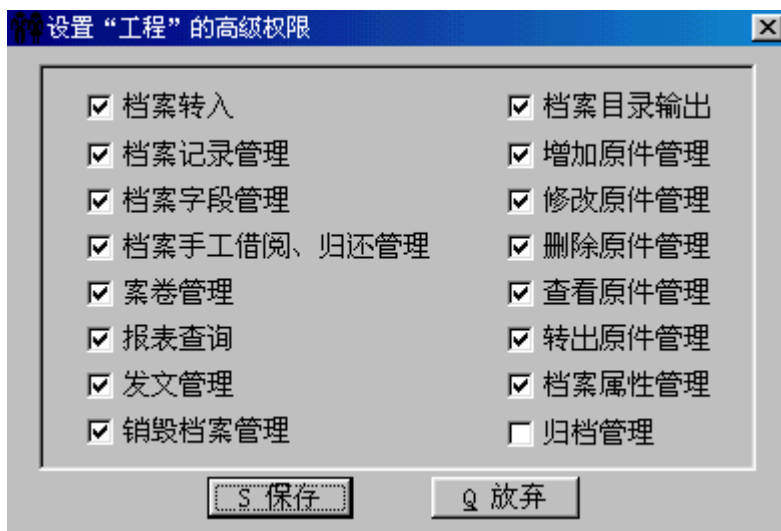 设置“工程”的高级权限
档案转入
档案记录管理
档案字段管理
档案手工借阅、归还管理
案卷管理
报表查询
发文管理
销毁档案管理
档案目录输出
增加原件管理
修改原件管理
删除原件管理
查看原件管理
转出原件管理
档案属性管理
归档管理
S 保存
Q 放弃